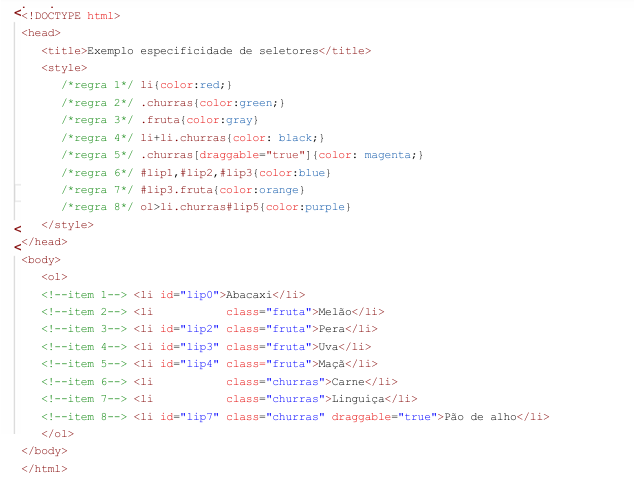 <!DOCTYPE html>
<head>
<title>Exemplo especificidade de seletores</title>
<style>
/*regra 1*/ li{color:red;}
/*regra 2*/ .churras{color:green;}
/*regra 3*/ .fruta{color:gray}
/*regra 4*/ li+li.churras{color: black;}
/*regra 5*/ .churras[draggable="true"]{color: magenta;}
/*regra 6*/ #lip1,#lip2,#lip3{color:blue}
/*regra 7*/ #lip3.fruta{color:orange}
/*regra 8*/ ol>li.churras#lip5{color:purple}
</style>
</head>
<body>
<ol>
<!--item 1--> <li id="lip0">Abacaxi</li>
<!--item 2--> <li           class="fruta">Melão</li>
<!--item 3--> <li id="lip2" class="fruta">Pera</li>
<!--item 4--> <li id="lip3" class="fruta">Uva</li>
<!--item 5--> <li id="lip4" class="fruta">Maçã</li>
<!--item 6--> <li           class="churras">Carne</li>
<!--item 7--> <li           class="churras">Linguiça</li>
<!--item 8--> <li id="lip7" class="churras" draggable="true">Pão de alho</li>
</ol>
</body>
</html>